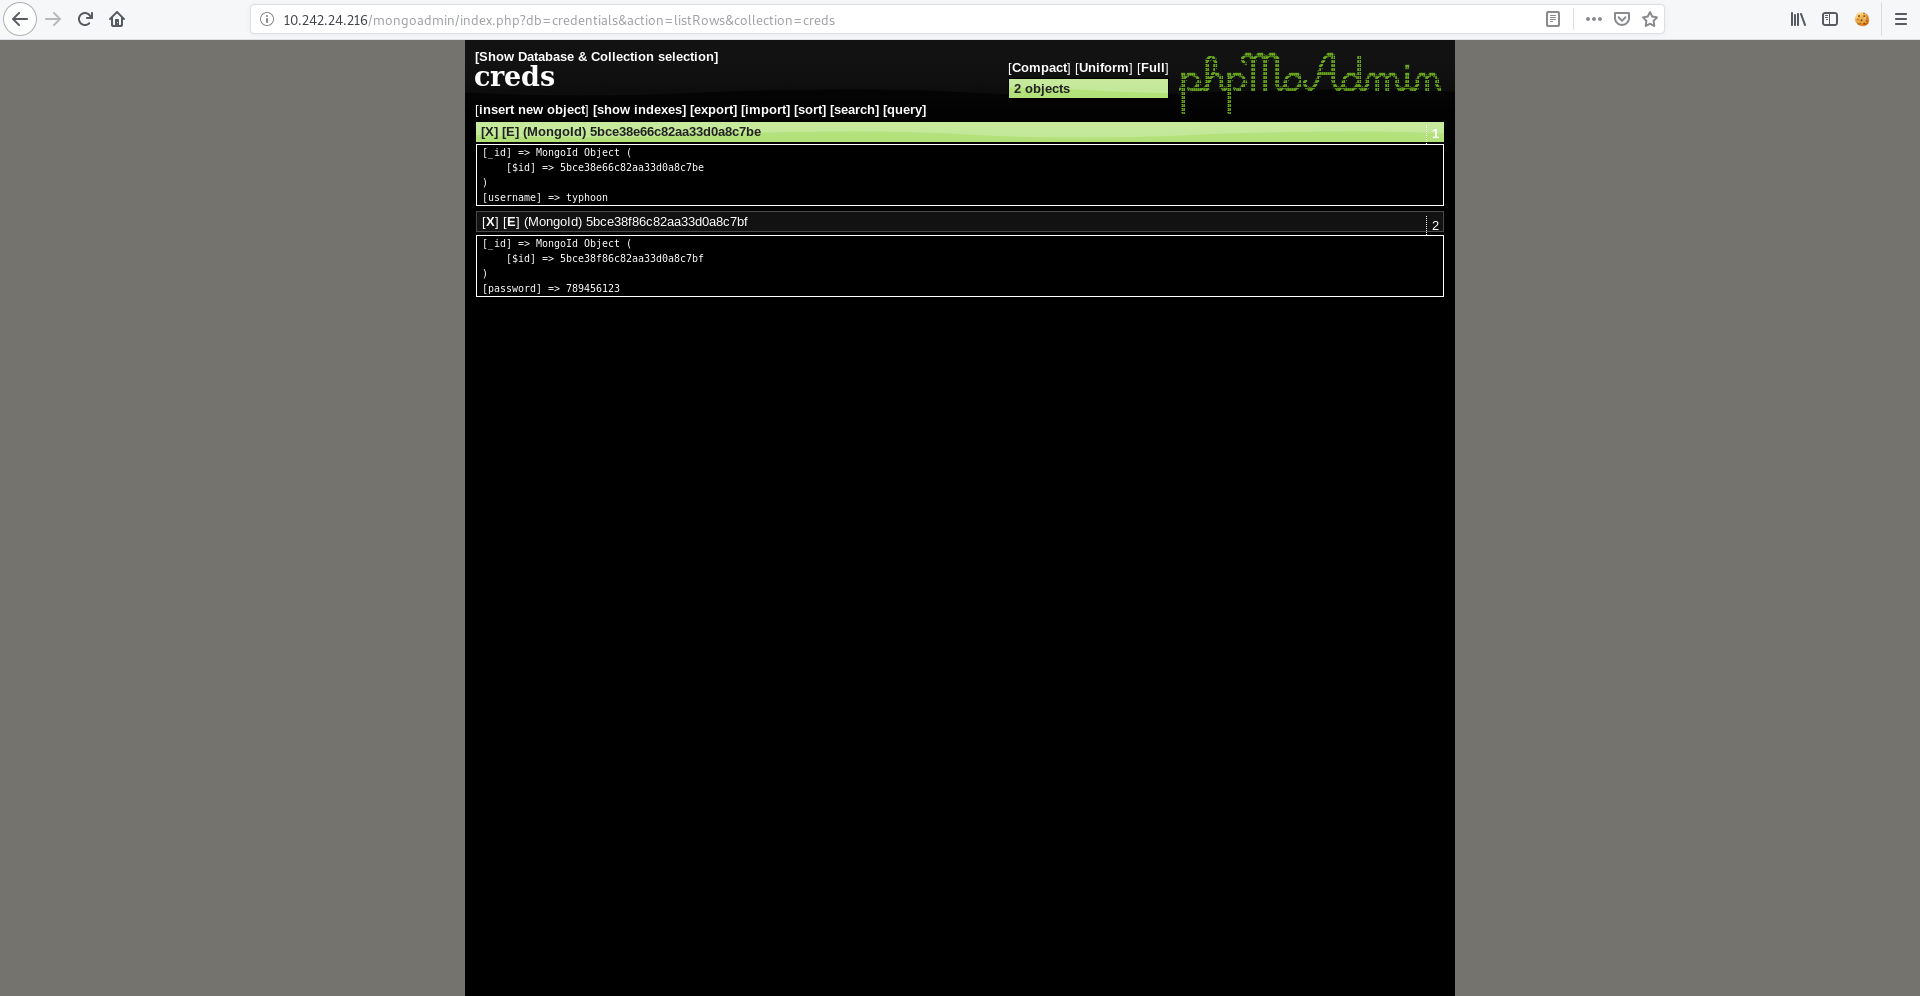 10.242.24.216/mongoadmin/index.php?db=credentials&action=listRows&collection=creds
[Show Database & Collection selection]
creds
[Compact] [Uniform] [Full]
2 objects
phpMoAdmin
[insert new object] [show indexes] [export] [import] [sort] [search] [query]
[X] [E] (MongoId) 5bce38e66c82aa33d0a8c7be
1
[_id] => MongoId Object (
[$id] => 5bce38e66c82aa33d0a8c7be
)
[username] => typhoon
[X] [E] (MongoId) 5bce38f86c82aa33d0a8c7bf
2
[_id] => MongoId Object (
[$id] => 5bce38f86c82aa33d0a8c7bf
)
[password] => 789456123